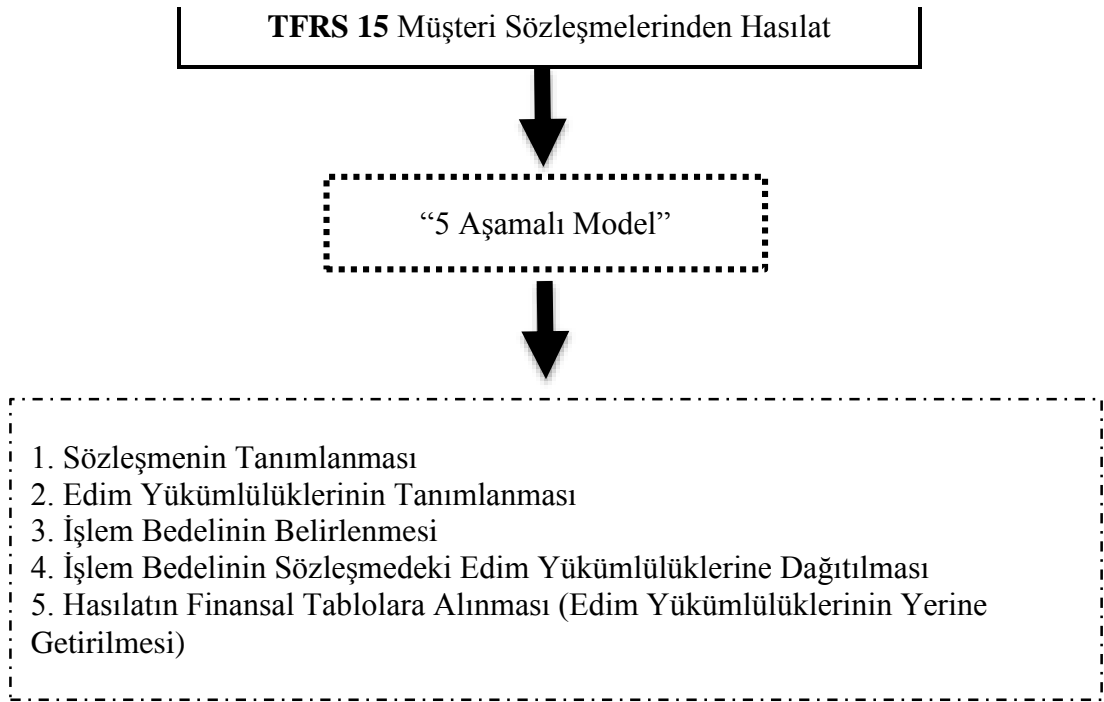 TFRS 15 Müşteri Sözleşmelerinden Hasılat
“5 Aşamalı Model”
1. Sözleşmenin Tanımlanması
2. Edim Yükümlülüklerinin Tanımlanması
3. İşlem Bedelinin Belirlenmesi
4. İşlem Bedelinin Sözleşmedeki Edim Yükümlülüklerine Dağıtılması
5. Hasılatın Finansal Tablolara Alınması (Edim Yükümlülüklerinin Yerine
Getirilmesi)